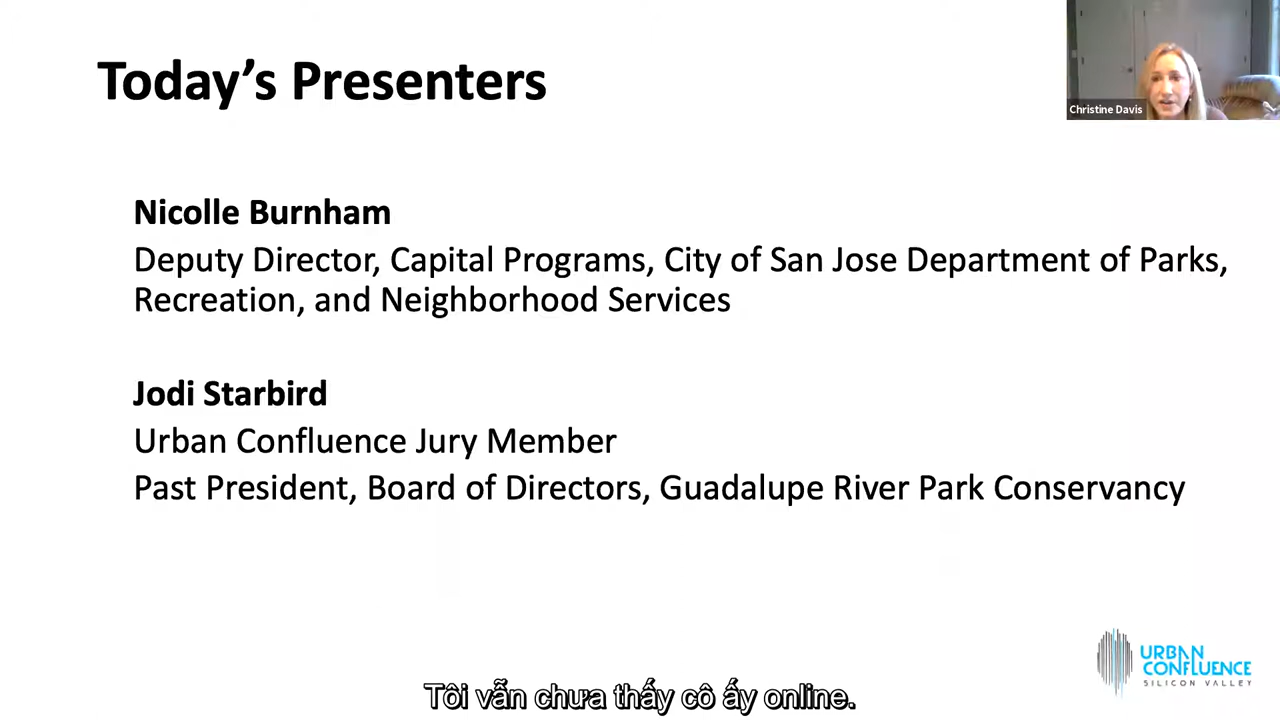 Today's Presenters
Christine Davis
Nicolle Burnham
Deputy Director, Capital Programs, City of San Jose Department of Parks,
Recreation, and Neighborhood Services
Jodi Starbird
Urban Confluence Jury Member
Past President, Board of Directors, Guadalupe River Park Conservancy
URBAN
CONFLUENCE
SILICON VALLEY
Tôi vẫn chưa thấy cô ấy online.